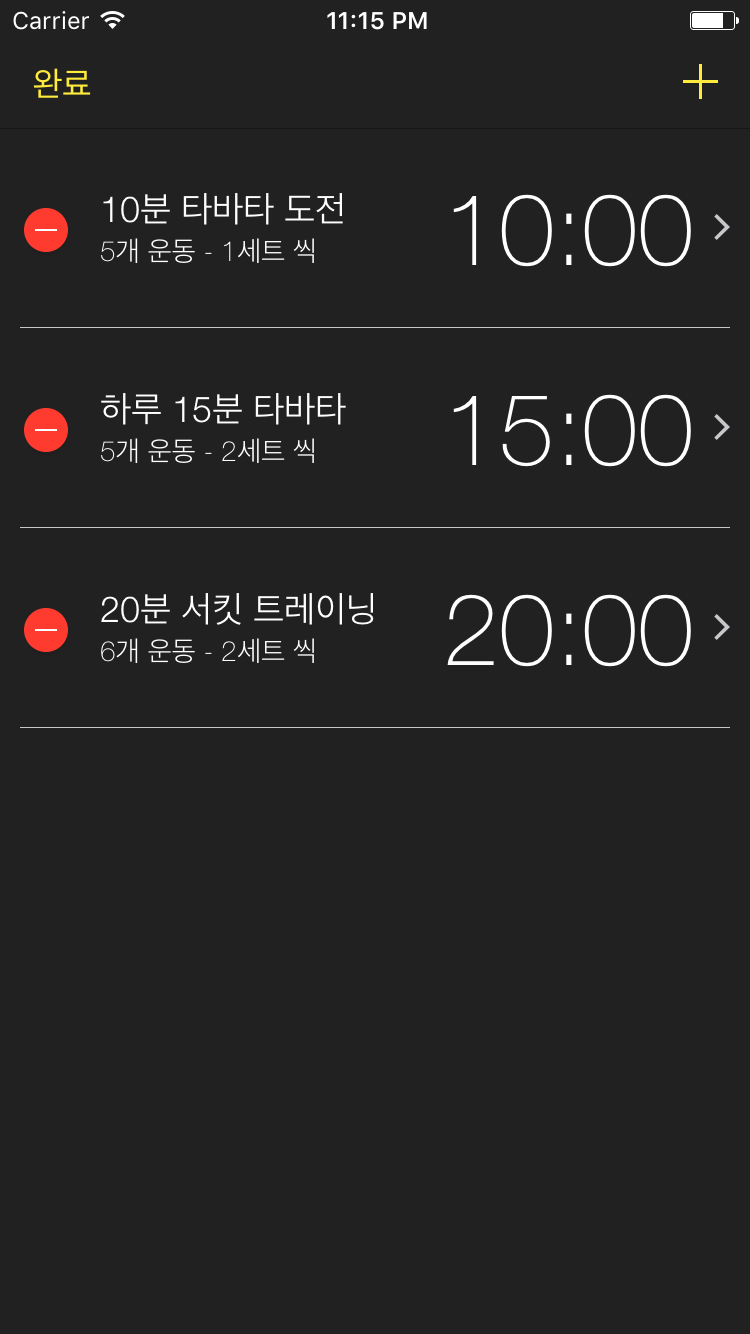 Carrier 11:15 PM
완료
10분 타바타 도전
5개 운동 - 1세트 씩
10:00
하루 15분 타바타
5개 운동 - 2세트 씩
15:00
20분 서킷 트레이닝
6개 운동 - 2세트 씩
20:00